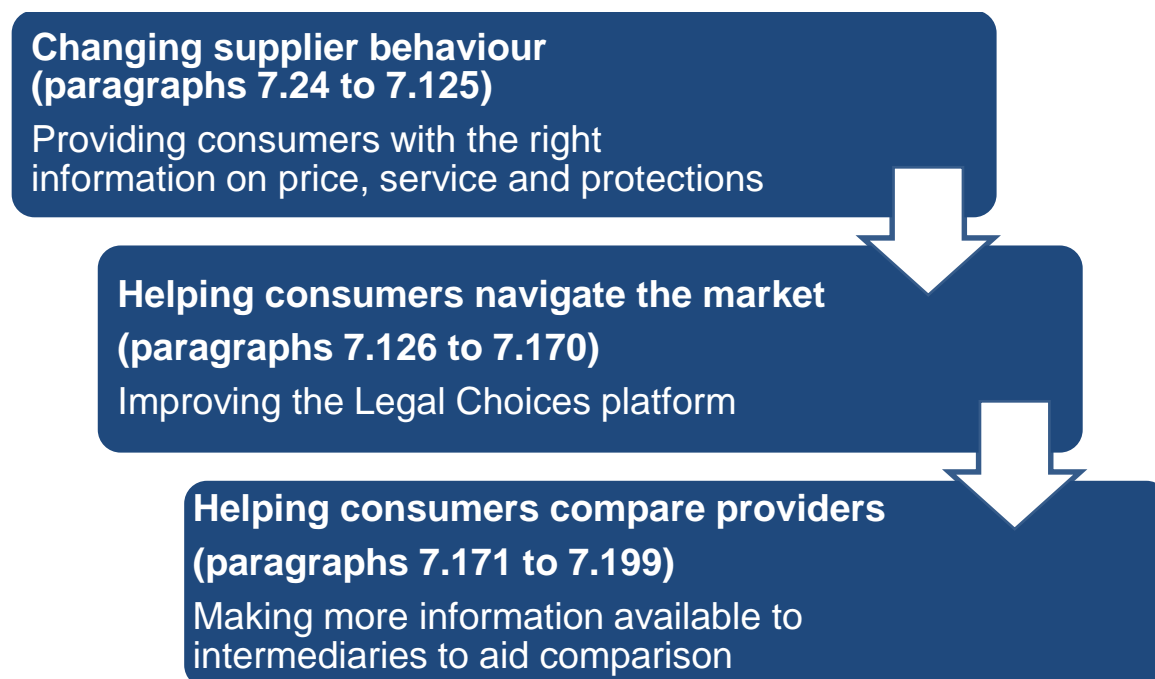 Changing supplier behaviour
(paragraphs 7.24 to 7.125)
Providing consumers with the right
information on price, service and protections
Helping consumers navigate the market
(paragraphs 7.126 to 7.170)
Improving the Legal Choices platform
Helping consumers compare providers
(paragraphs 7.171 to 7.199)
Making more information available to
intermediaries to aid comparison